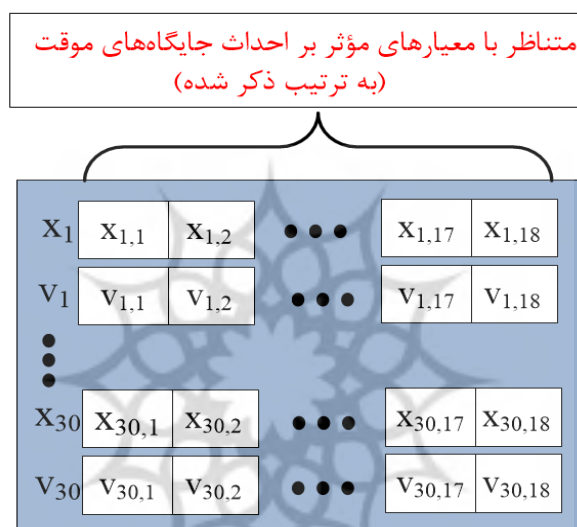 متناظر با معیارهای مؤثر بر احداث جایگاه‌های موقت
(به ترتیب ذکر شده)
X1 X1,1 X1,2 ••• X1,17 X1,18
V1 V1,1 V1,2 ••• V1,17 V1,18
•••
X30 X30,1 X30,2 ••• X30,17 X30,18
V30 V30,1 V30,2 ••• V30,17 V30,18